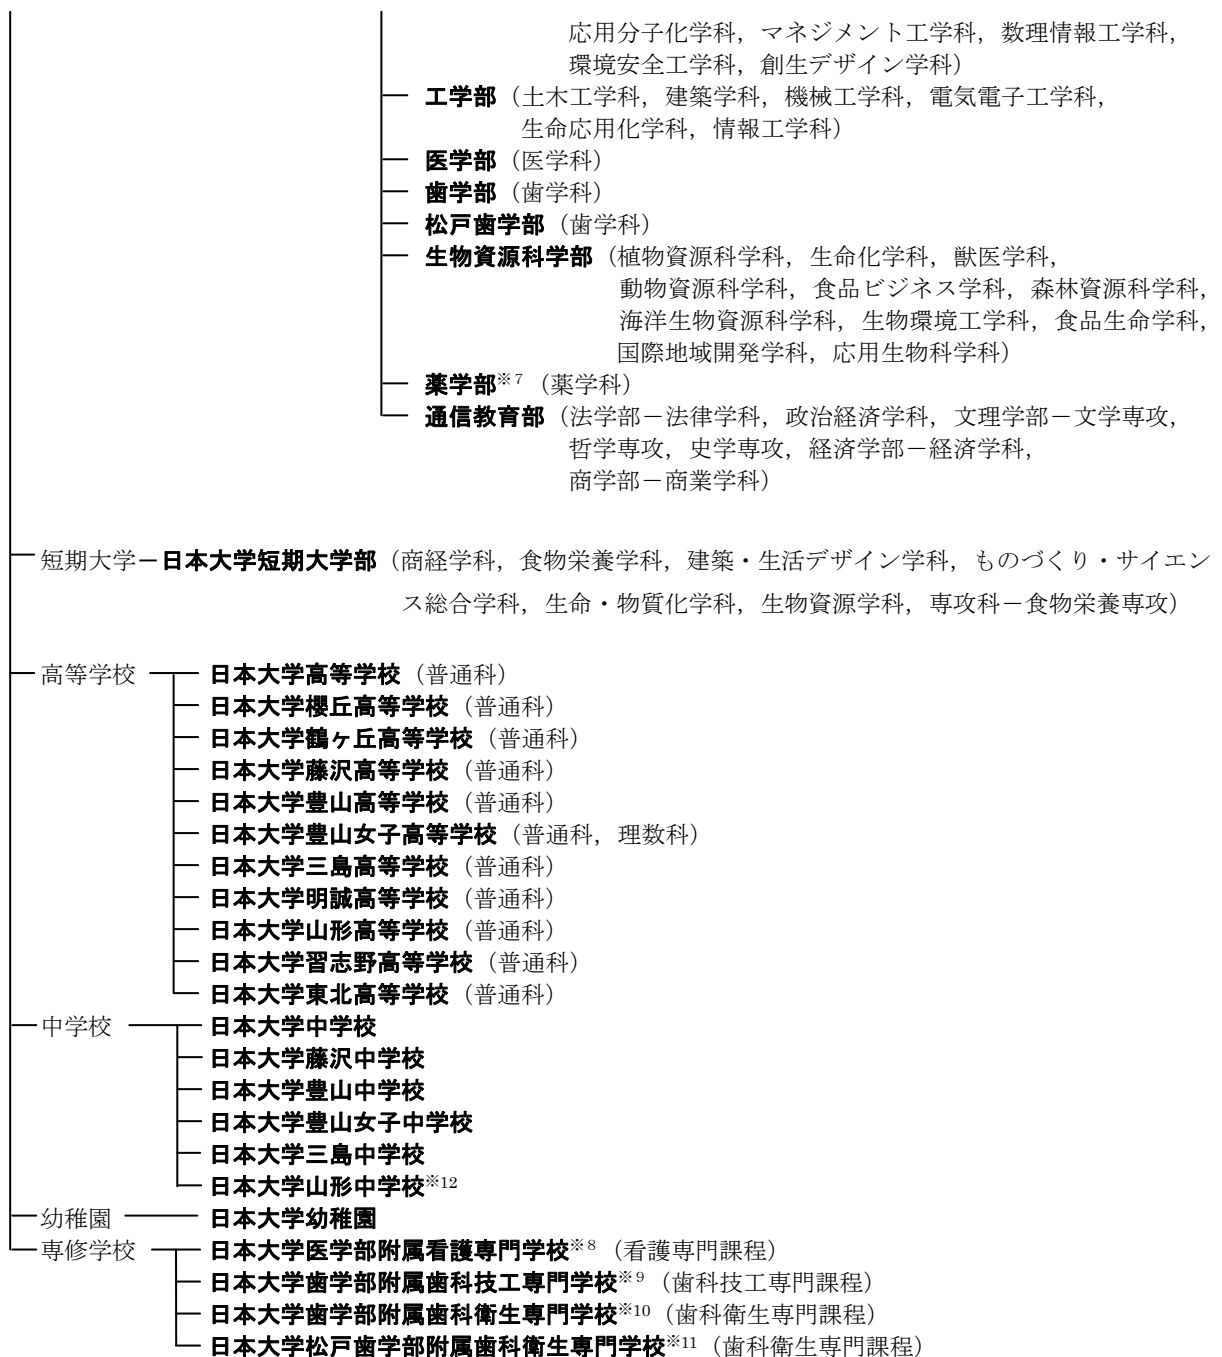 応用分子化学科，マネジメント工学科，数理情報工学科，
環境安全工学科，創生デザイン学科）
工学部（土木工学科，建築学科，機械工学科，電気電子工学科，
生命応用化学科，情報工学科）
医学部（医学科）
歯学部（歯学科）
松戸歯学部（歯学科）
生物資源科学部（植物資源科学科，生命化学科，獣医学科，
動物資源科学科，食品ビジネス学科，森林資源科学科，
海洋生物資源科学科，生物環境工学科，食品生命学科，
国際地域開発学科，応用生物科学科）
薬学部※7（薬学科）
通信教育部（法学部－法律学科，政治経済学科，文理学部－文学専攻，
哲学専攻，史学専攻，経済学部－経済学科，
商学部－商業学科）
短期大学－日本大学短期大学部（商経学科，食物栄養学科，建築・生活デザイン学科，ものづくり・サイエン
ス総合学科，生命・物質化学科，生物資源学科，専攻科－食物栄養専攻）
高等学校 日本大学高等学校（普通科）
日本大学櫻丘高等学校（普通科）
日本大学鶴ヶ丘高等学校（普通科）
日本大学藤沢高等学校（普通科）
日本大学豊山高等学校（普通科）
日本大学豊山女子高等学校（普通科，理数科）
日本大学三島高等学校（普通科）
日本大学明誠高等学校（普通科）
日本大学山形高等学校（普通科）
日本大学習志野高等学校（普通科）
日本大学東北高等学校（普通科）
中学校 日本大学中学校
日本大学藤沢中学校
日本大学豊山中学校
日本大学豊山女子中学校
日本大学三島中学校
日本大学山形中学校※12
幼稚園 日本大学幼稚園
専修学校 日本大学医学部附属看護専門学校※8（看護専門課程）
日本大学歯学部附属歯科技工専門学校※9（歯科技工専門課程）
日本大学歯学部附属歯科衛生専門学校※10（歯科衛生専門課程）
日本大学松戸歯学部附属歯科衛生専門学校※11（歯科衛生専門課程）